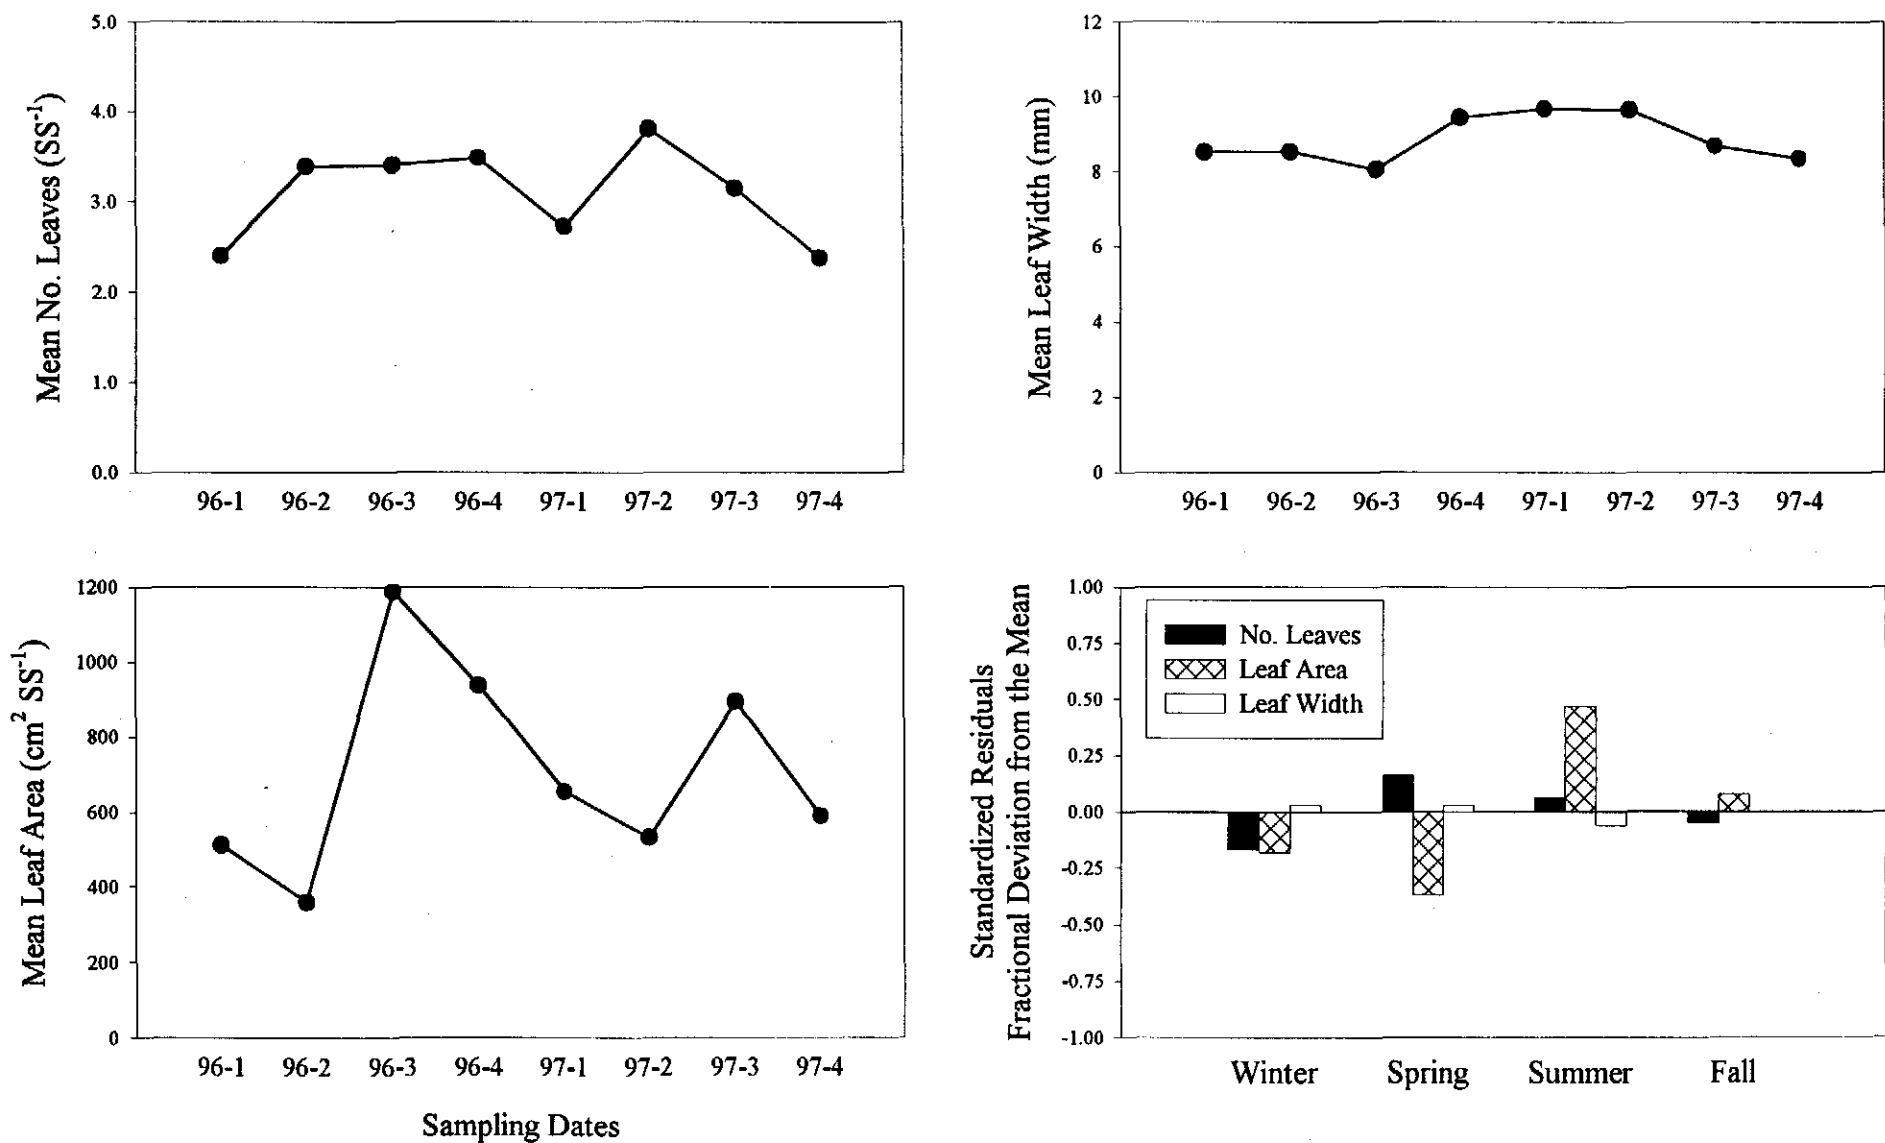 Mean No. Leaves (SS⁻¹)
5.0
4.0
3.0
2.0
1.0
0.0
96-1 96-2 96-3 96-4 97-1 97-2 97-3 97-4
Mean Leaf Width (mm)
12
10
8
6
4
2
0
96-1 96-2 96-3 96-4 97-1 97-2 97-3 97-4
Mean Leaf Area (cm² SS⁻¹)
1200
1000
800
600
400
200
0
96-1 96-2 96-3 96-4 97-1 97-2 97-3 97-4
Sampling Dates
Standardized Residuals
Fractional Deviation from the Mean
1.00
0.75
0.50
0.25
0.00
-0.25
-0.50
-0.75
-1.00
No. Leaves
Leaf Area
Leaf Width
Winter Spring Summer Fall